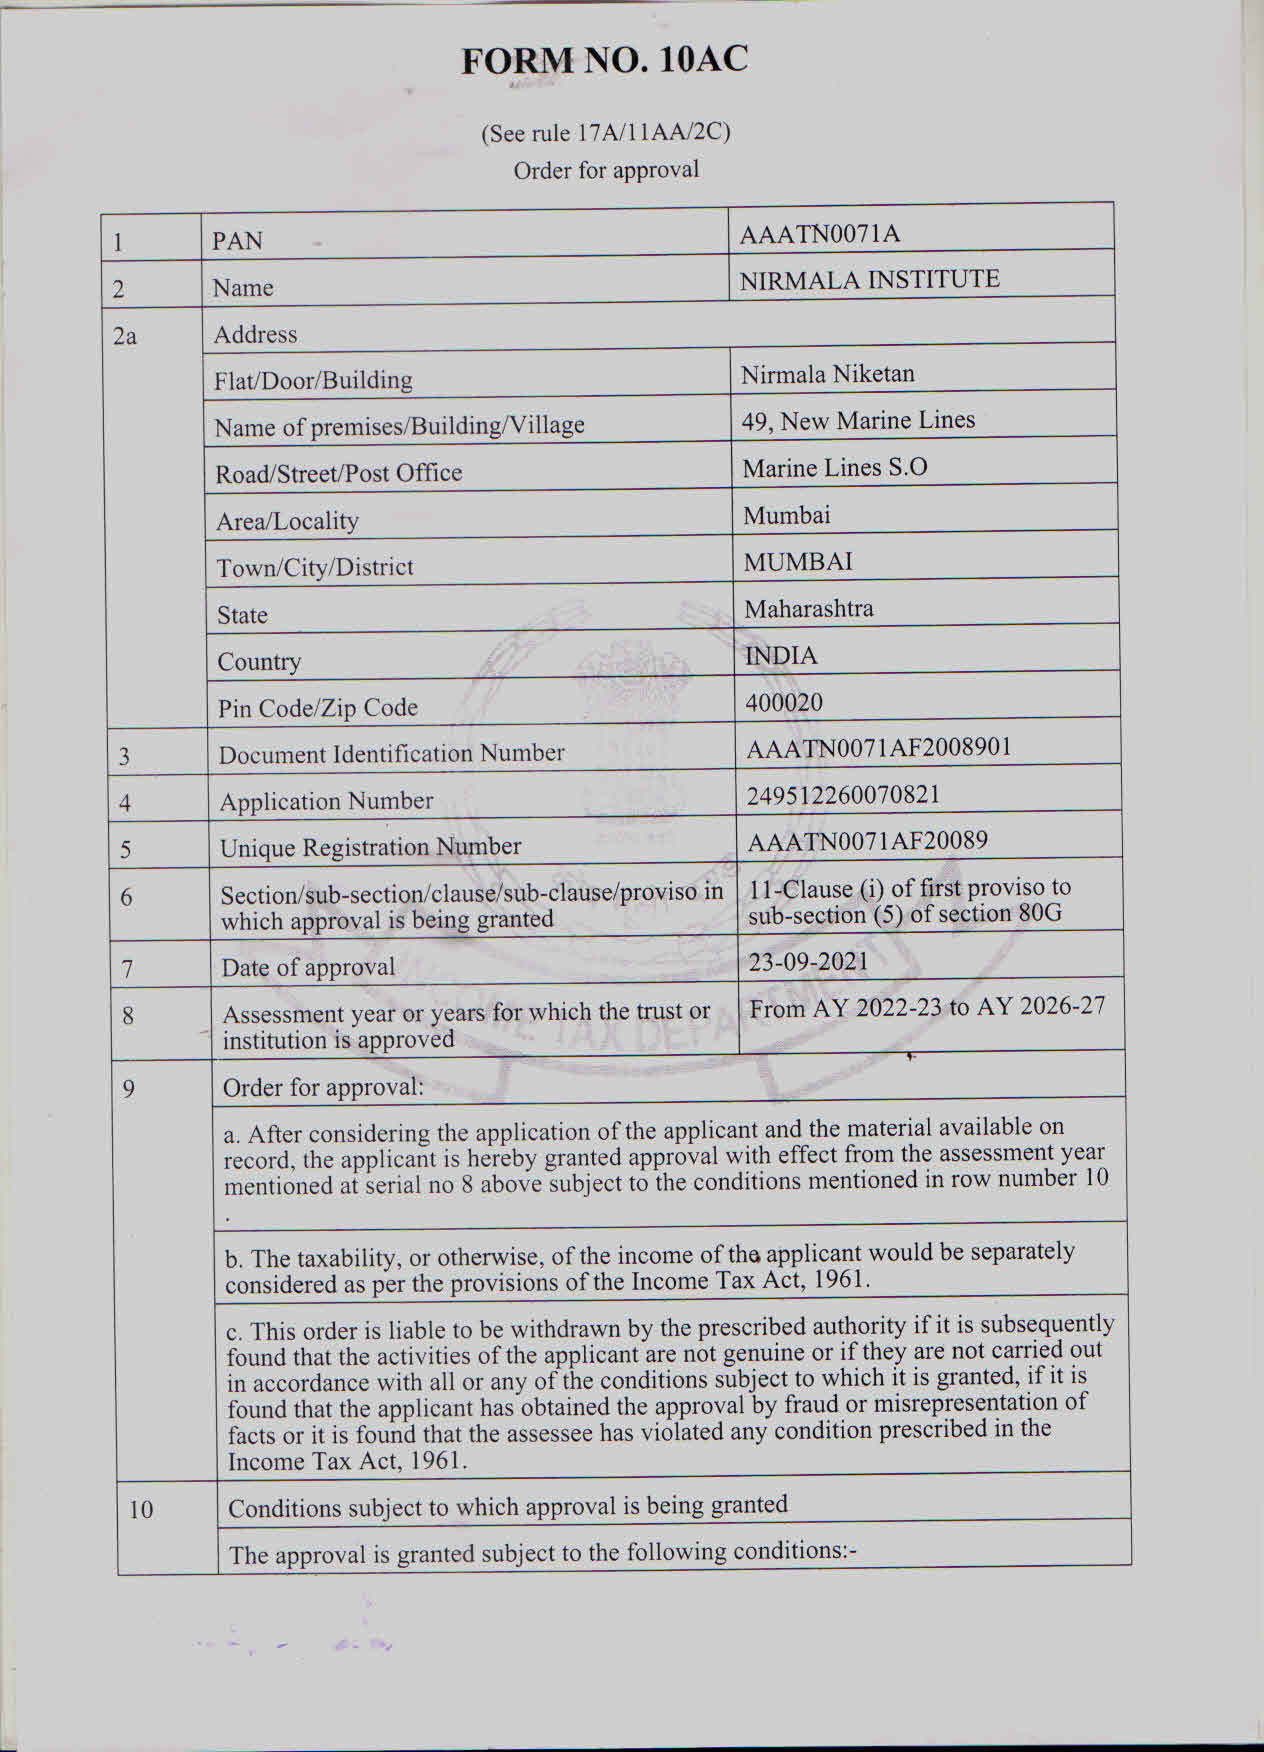 FORM NO. 10AC
(See rule 17A/11AA/2C)
Order for approval
1 PAN AAATN0071A
2 Name NIRMALA INSTITUTE
2a Address
Flat/Door/Building Nirmala Niketan
Name of premises/Building/Village 49, New Marine Lines
Road/Street/Post Office Marine Lines S.O
Area/Locality Mumbai
Town/City/District MUMBAI
State Maharashtra
Country INDIA
Pin Code/Zip Code 400020
3 Document Identification Number AAATN0071AF2008901
4 Application Number 249512260070821
5 Unique Registration Number AAATN0071AF20089
6 Section/sub-section/clause/sub-clause/proviso in 11-Clause (i) of first proviso to
which approval is being granted sub-section (5) of section 80G
7 Date of approval 23-09-2021
8 Assessment year or years for which the trust or From AY 2022-23 to AY 2026-27
institution is approved
INCOME TAX DEPARTMENT
9 Order for approval:
a. After considering the application of the applicant and the material available on
record, the applicant is hereby granted approval with effect from the assessment year
mentioned at serial no 8 above subject to the conditions mentioned in row number 10
.
b. The taxability, or otherwise, of the income of the applicant would be separately
considered as per the provisions of the Income Tax Act, 1961.
c. This order is liable to be withdrawn by the prescribed authority if it is subsequently
found that the activities of the applicant are not genuine or if they are not carried out
in accordance with all or any of the conditions subject to which it is granted, if it is
found that the applicant has obtained the approval by fraud or misrepresentation of
facts or it is found that the assessee has violated any condition prescribed in the
Income Tax Act, 1961.
10 Conditions subject to which approval is being granted
The approval is granted subject to the following conditions:-